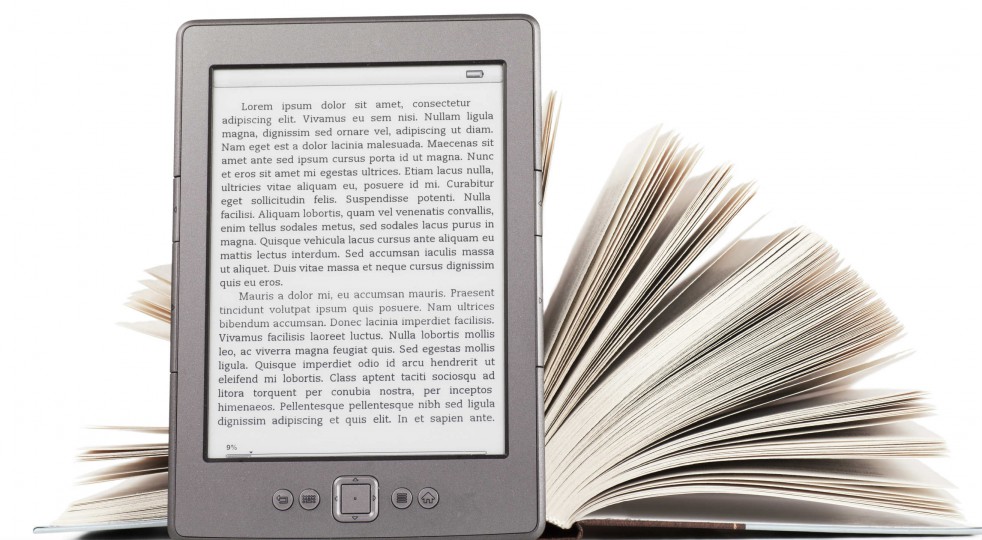 Lorem ipsum dolor sit amet, consectetur
adipiscing elit. Vivamus eu sem nisi. Nullam ligula
magna, dignissim sed ornare vel, adipiscing ut diam.
Nam eget est a dolor lacinia malesuada. Maecenas sit
amet ante sed ipsum cursus porta id ut magna. Nunc
et eros sit amet mi egestas ultrices. Etiam lacus nulla,
ultricies vitae aliquam eu, posuere id mi. Curabitur
eget sollicitudin felis. Suspendisse potenti. Nulla
facilisi. Aliquam lobortis, quam vel venenatis convallis,
enim tellus sodales metus, sed sodales lacus purus in
magna. Quisque vehicula lacus cursus ante aliquam eu
mattis lectus interdum. Sed accumsan iaculis massa
ut aliquet. Duis vitae massa et neque cursus dignissim
quis eu eros.
Mauris a dolor mi, eu accumsan mauris. Praesent
tincidunt volutpat ipsum quis posuere. Nam ultrices
bibendum accumsan. Donec lacinia imperdiet facilisis.
Vivamus facilisis laoreet luctus. Nulla lobortis mollis
leo, ac viverra magna feugiat quis. Sed egestas mollis
ligula. Quisque imperdiet odio id arcu hendrerit ut
eleifend mi lobortis. Class aptent taciti sociosqu ad
litora torquent per conubia nostra, per inceptos
himenaeos. Pellentesque pellentesque nibh sed ligula
dignissim adipiscing et quis elit. In et sapien ante.
9%